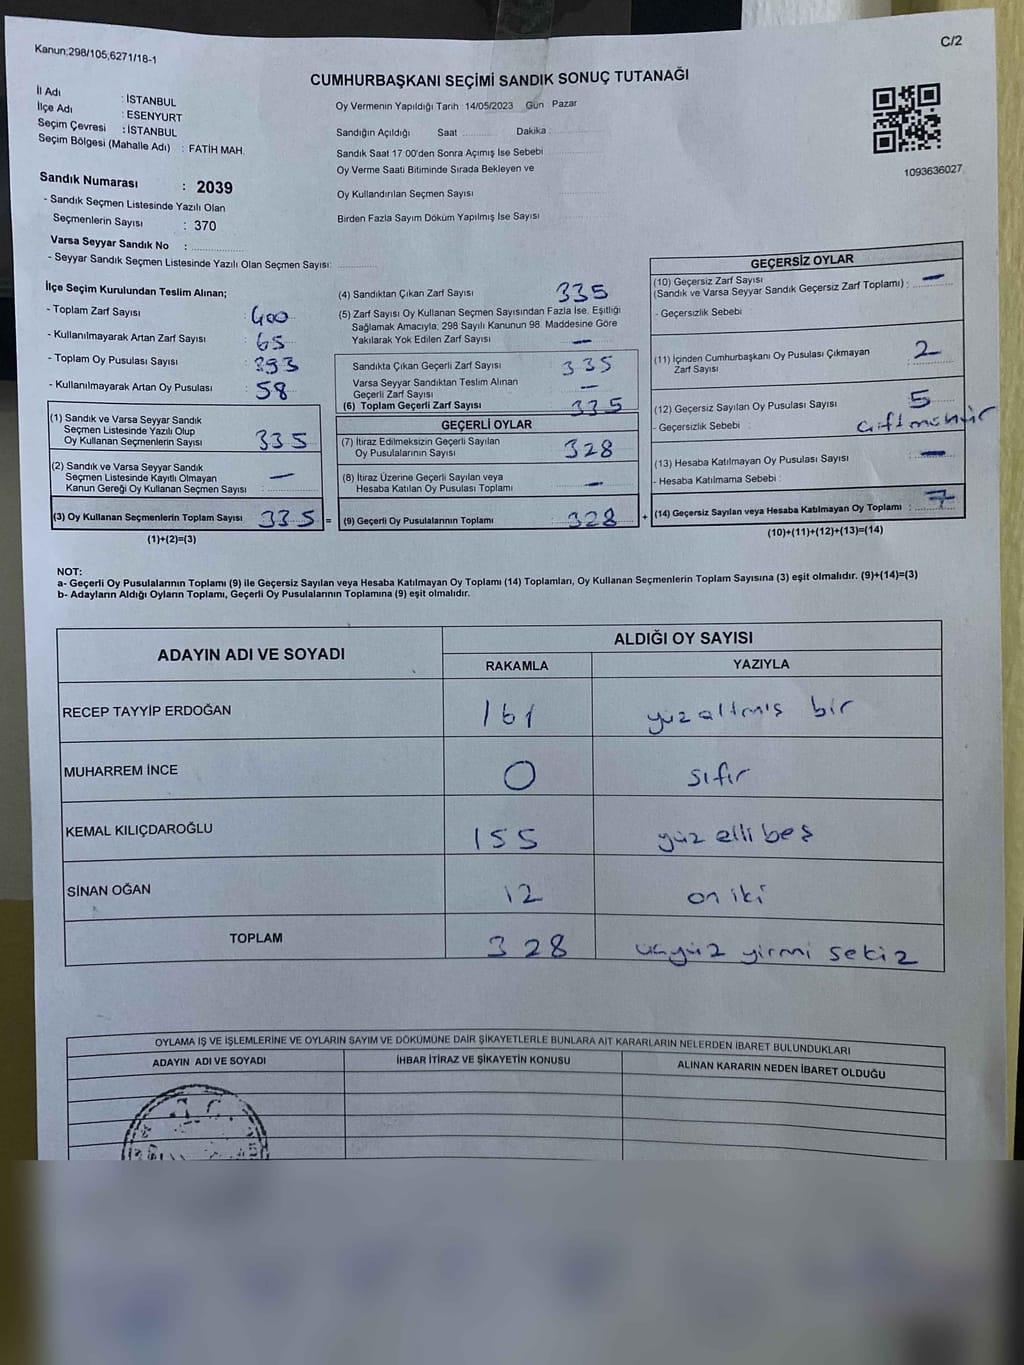 Kanun;298/105;6271/18-1
C/2
CUMHURBAŞKANI SEÇİMİ SANDIK SONUÇ TUTANAĞI
İl Adı : İSTANBUL
İlçe Adı : ESENYURT
Seçim Çevresi : İSTANBUL
Seçim Bölgesi (Mahalle Adı) : FATİH MAH.
Sandık Numarası : 2039
- Sandık Seçmen Listesinde Yazılı Olan
Seçmenlerin Sayısı : 370
Varsa Seyyar Sandık No :
- Seyyar Sandık Seçmen Listesinde Yazılı Olan Seçmen Sayısı:
Oy Vermenin Yapıldığı Tarih : 14/05/2023 Gün : Pazar
Sandığın Açıldığı Saat Dakika :
Sandık Saat 17 00'den Sonra Açımış İse Sebebi
Oy Verme Saati Bitiminde Sırada Bekleyen ve
Oy Kullandırılan Seçmen Sayısı
Birden Fazla Sayım Döküm Yapılmış İse Sayısı
1093636027
İlçe Seçim Kurulundan Teslim Alınan;
- Toplam Zarf Sayısı : 400
- Kullanılmayarak Artan Zarf Sayısı : 65
- Toplam Oy Pusulası Sayısı : 393
- Kullanılmayarak Artan Oy Pusulası : 58
(1) Sandık ve Varsa Seyyar Sandık
Seçmen Listesinde Yazılı Olup
Oy Kullanan Seçmenlerin Sayısı : 335
(2) Sandık ve Varsa Seyyar Sandık
Seçmen Listesinde Kayıtlı Olmayan
Kanun Gereği Oy Kullanan Seçmen Sayısı : —
(3) Oy Kullanan Seçmenlerin Toplam Sayısı : 335 =
(1)+(2)=(3)
(4) Sandıktan Çıkan Zarf Sayısı 335
(5) Zarf Sayısı Oy Kullanan Seçmen Sayısından Fazla İse, Eşitliği
Sağlamak Amacıyla, 298 Sayılı Kanunun 98. Maddesine Göre
Yakılarak Yok Edilen Zarf Sayısı —
Sandıkta Çıkan Geçerli Zarf Sayısı 335
Varsa Seyyar Sandıktan Teslim Alınan
Geçerli Zarf Sayısı —
(6) Toplam Geçerli Zarf Sayısı 335
GEÇERLİ OYLAR
(7) İtiraz Edilmeksizin Geçerli Sayılan
Oy Pusulalarının Sayısı 328
(8) İtiraz Üzerine Geçerli Sayılan veya
Hesaba Katılan Oy Pusulası Toplamı —
(9) Geçerli Oy Pusulalarının Toplamı 328 +
GEÇERSİZ OYLAR
(10) Geçersiz Zarf Sayısı
(Sandık ve Varsa Seyyar Sandık Geçersiz Zarf Toplamı) : —
- Geçersizlik Sebebi :
(11) İçinden Cumhurbaşkanı Oy Pusulası Çıkmayan
Zarf Sayısı 2
(12) Geçersiz Sayılan Oy Pusulası Sayısı 5
- Geçersizlik Sebebi : Çift mühür
(13) Hesaba Katılmayan Oy Pusulası Sayısı —
- Hesaba Katılmama Sebebi :
(14) Geçersiz Sayılan veya Hesaba Katılmayan Oy Toplamı : 7
(10)+(11)+(12)+(13)=(14)
NOT:
a- Geçerli Oy Pusulalarının Toplamı (9) ile Geçersiz Sayılan veya Hesaba Katılmayan Oy Toplamı (14) Toplamları, Oy Kullanan Seçmenlerin Toplam Sayısına (3) eşit olmalıdır. (9)+(14)=(3)
b- Adayların Aldığı Oyların Toplamı, Geçerli Oy Pusulalarının Toplamına (9) eşit olmalıdır.
ADAYIN ADI VE SOYADI ALDIĞI OY SAYISI
RAKAMLA YAZIYLA
RECEP TAYYİP ERDOĞAN 161 yüzaltmış bir
MUHARREM İNCE 0 sıfır
KEMAL KILIÇDAROĞLU 155 yüz elli beş
SİNAN OĞAN 12 on iki
TOPLAM 328 üçyüz yirmi sekiz
OYLAMA İŞ VE İŞLEMLERİNE VE OYLARIN SAYIM VE DÖKÜMÜNE DAİR ŞİKAYETLERLE BUNLARA AİT KARARLARIN NELERDEN İBARET BULUNDUKLARI
ADAYIN ADI VE SOYADI İHBAR İTİRAZ VE ŞİKAYETİN KONUSU ALINAN KARARIN NEDEN İBARET OLDUĞU